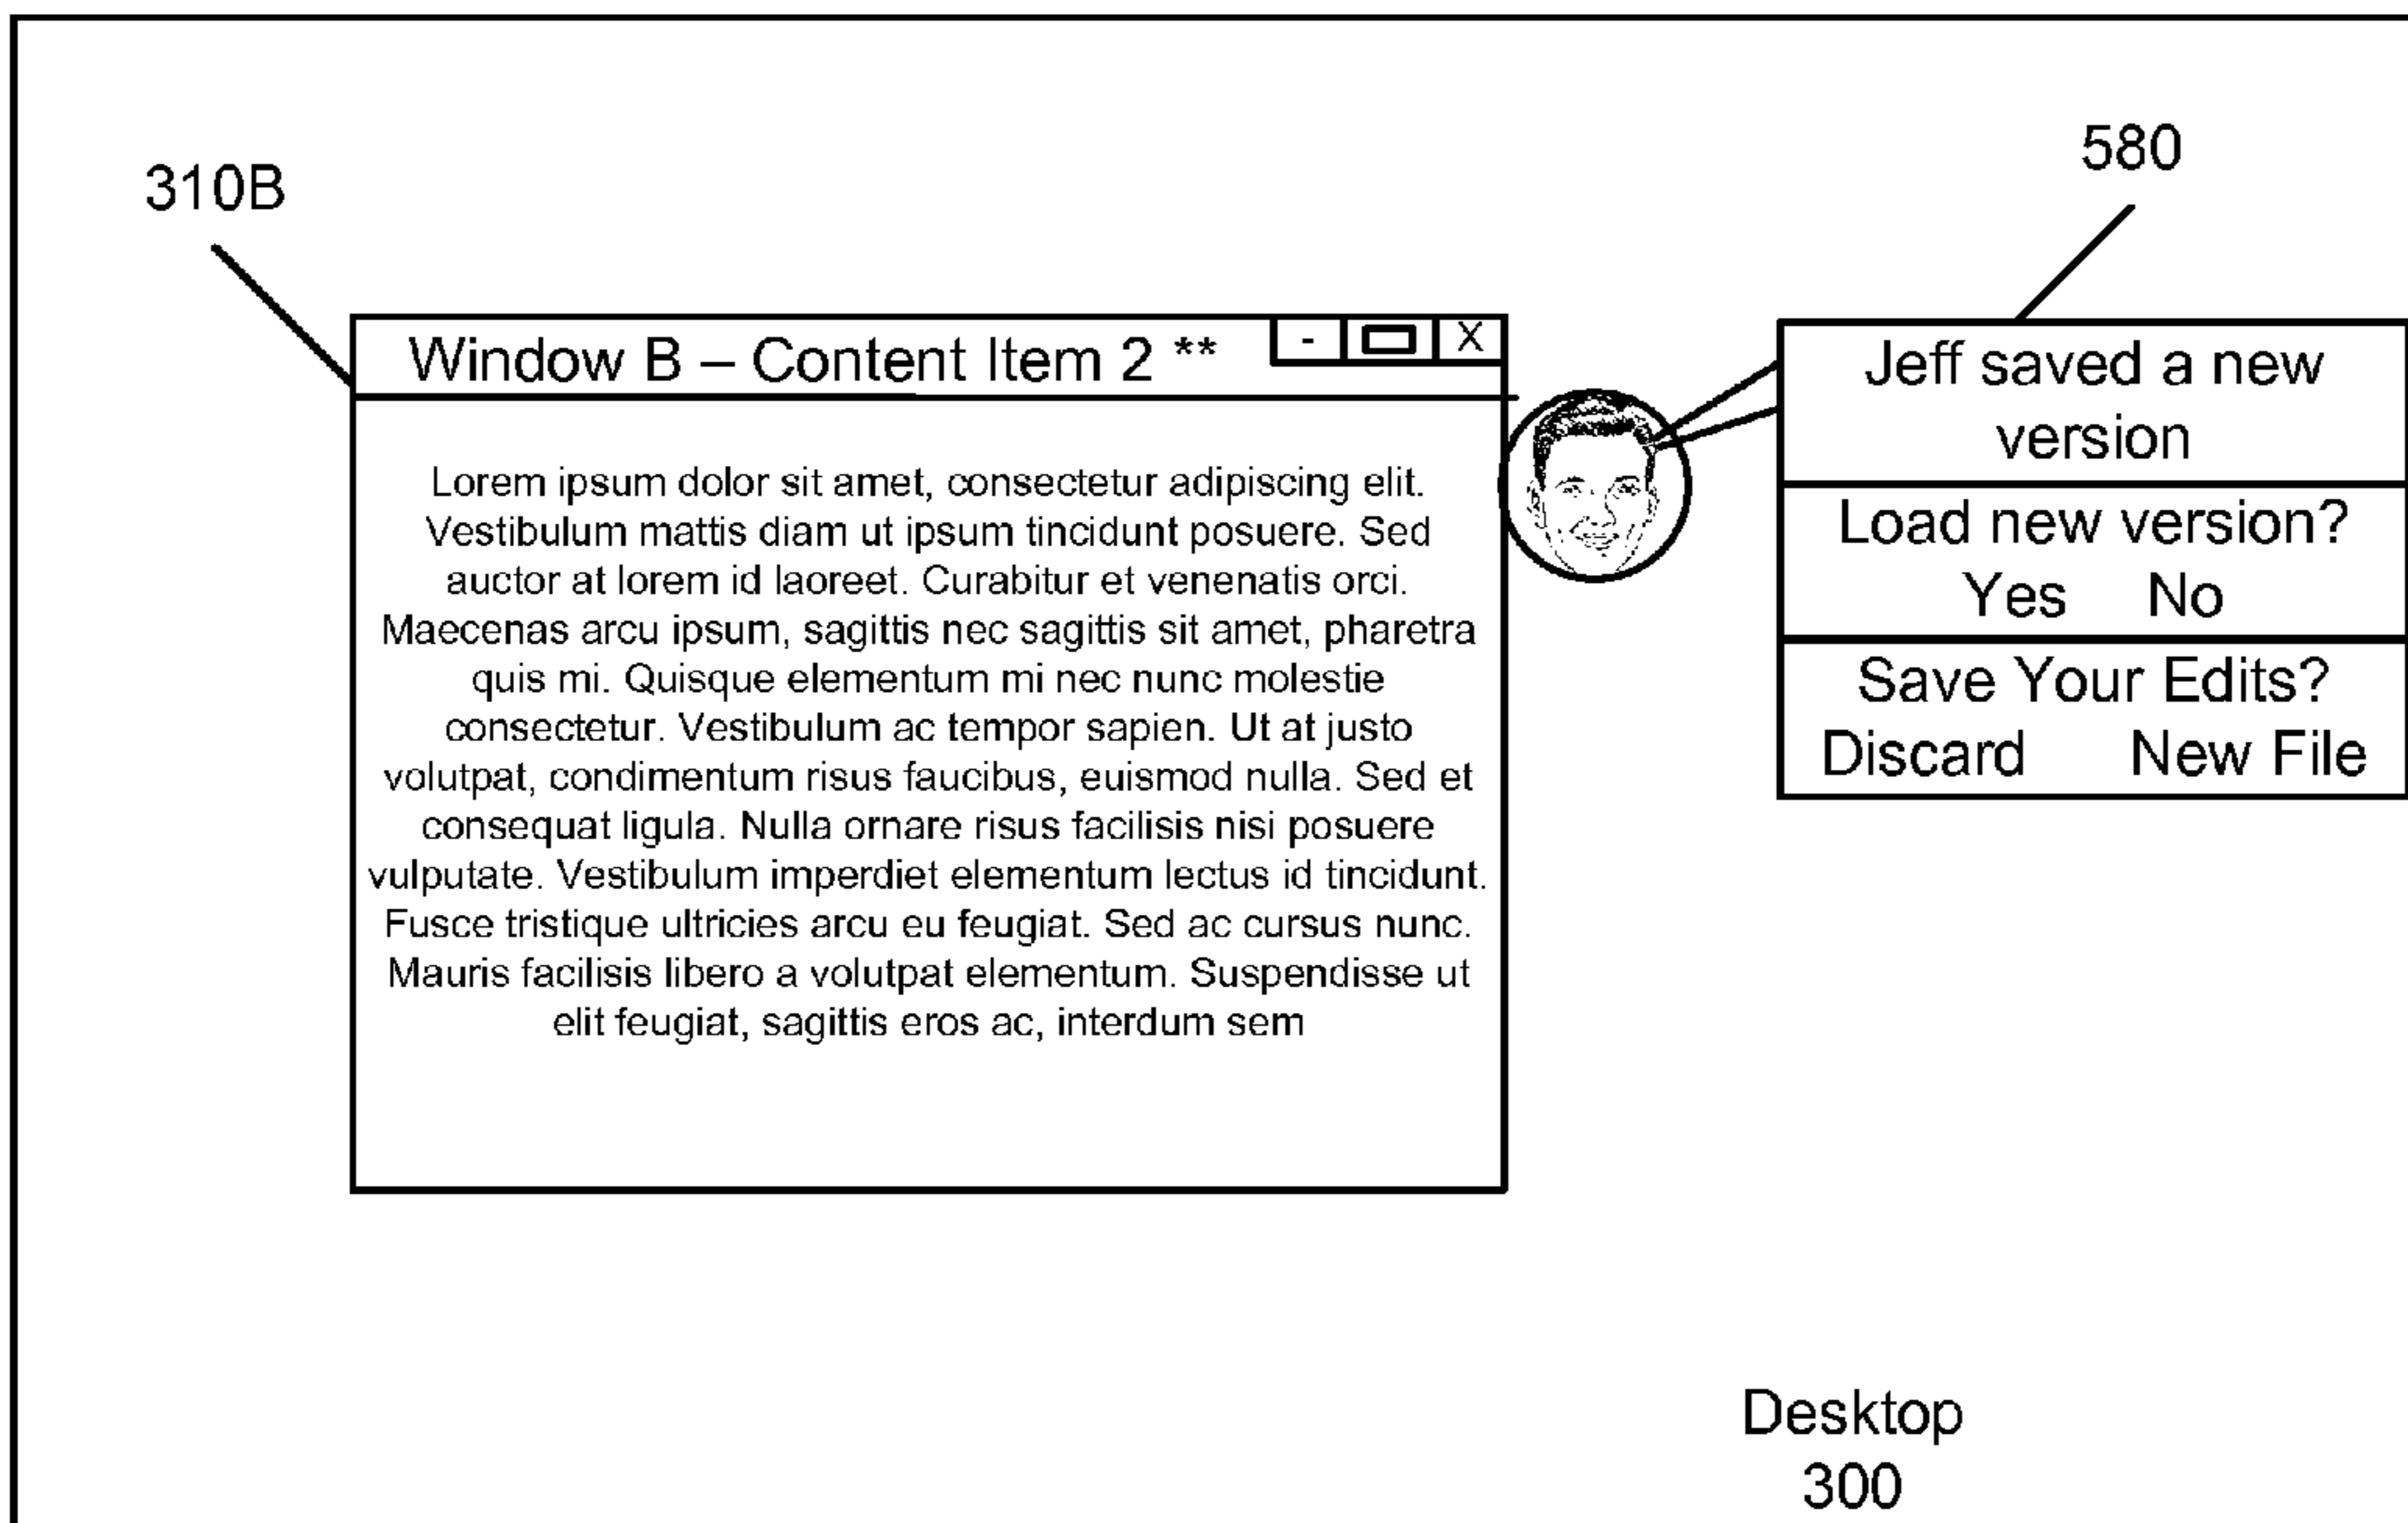 310B
580
Window B – Content Item 2 **
- X
Lorem ipsum dolor sit amet, consectetur adipiscing elit.
Vestibulum mattis diam ut ipsum tincidunt posuere. Sed
auctor at lorem id laoreet. Curabitur et venenatis orci.
Maecenas arcu ipsum, sagittis nec sagittis sit amet, pharetra
quis mi. Quisque elementum mi nec nunc molestie
consectetur. Vestibulum ac tempor sapien. Ut at justo
volutpat, condimentum risus faucibus, euismod nulla. Sed et
consequat ligula. Nulla ornare risus facilisis nisi posuere
vulputate. Vestibulum imperdiet elementum lectus id tincidunt.
Fusce tristique ultricies arcu eu feugiat. Sed ac cursus nunc.
Mauris facilisis libero a volutpat elementum. Suspendisse ut
elit feugiat, sagittis eros ac, interdum sem
Jeff saved a new
version
Load new version?
Yes No
Save Your Edits?
Discard New File
Desktop
300